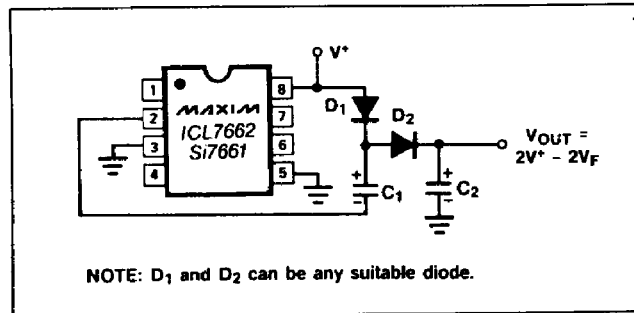 V+
1
8
MAXIM
D1
D2
2
7
ICL7662
VOUT =
2V+ − 2VF
3
Si7661
6
4
5
+
C1
−
+
C2
−
NOTE: D1 and D2 can be any suitable diode.